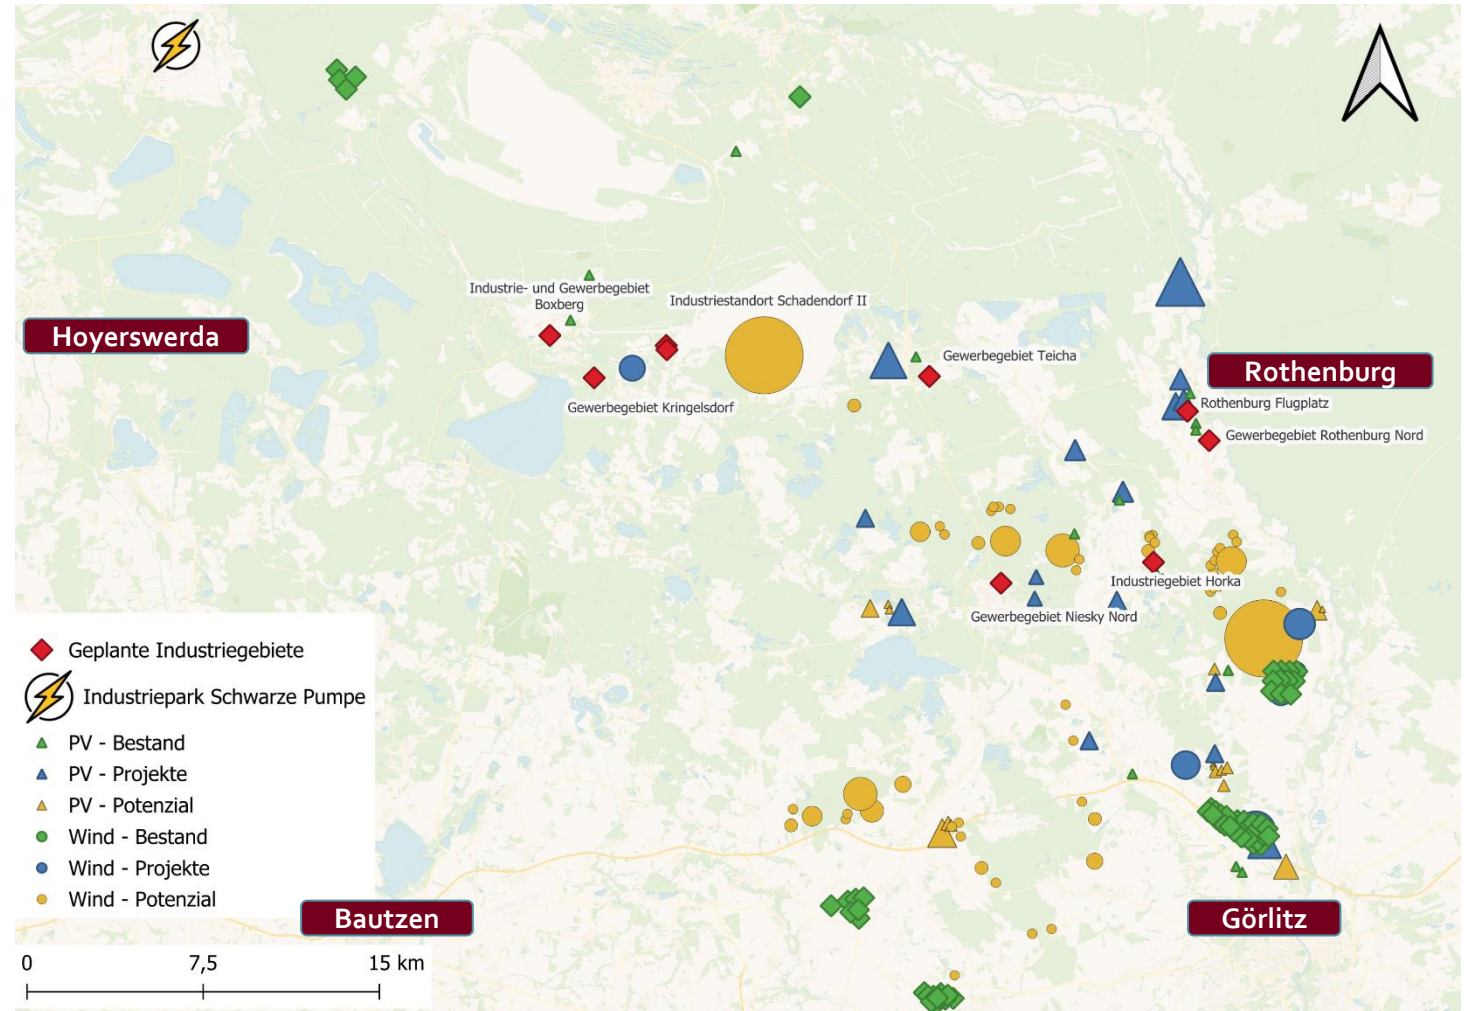 Industrie- und Gewerbegebiet
Boxberg
Industriestandort Schadendorf II
Hoyerswerda
Gewerbegebiet Teicha
Rothenburg
Gewerbegebiet Kringelsdorf
Rothenburg Flugplatz
Gewerbegebiet Rothenburg Nord
Industriegebiet Horka
Gewerbegebiet Niesky Nord
Geplante Industriegebiete
Industriepark Schwarze Pumpe
PV - Bestand
PV - Projekte
PV - Potenzial
Wind - Bestand
Wind - Projekte
Wind - Potenzial
Bautzen
Görlitz
0 7,5 15 km